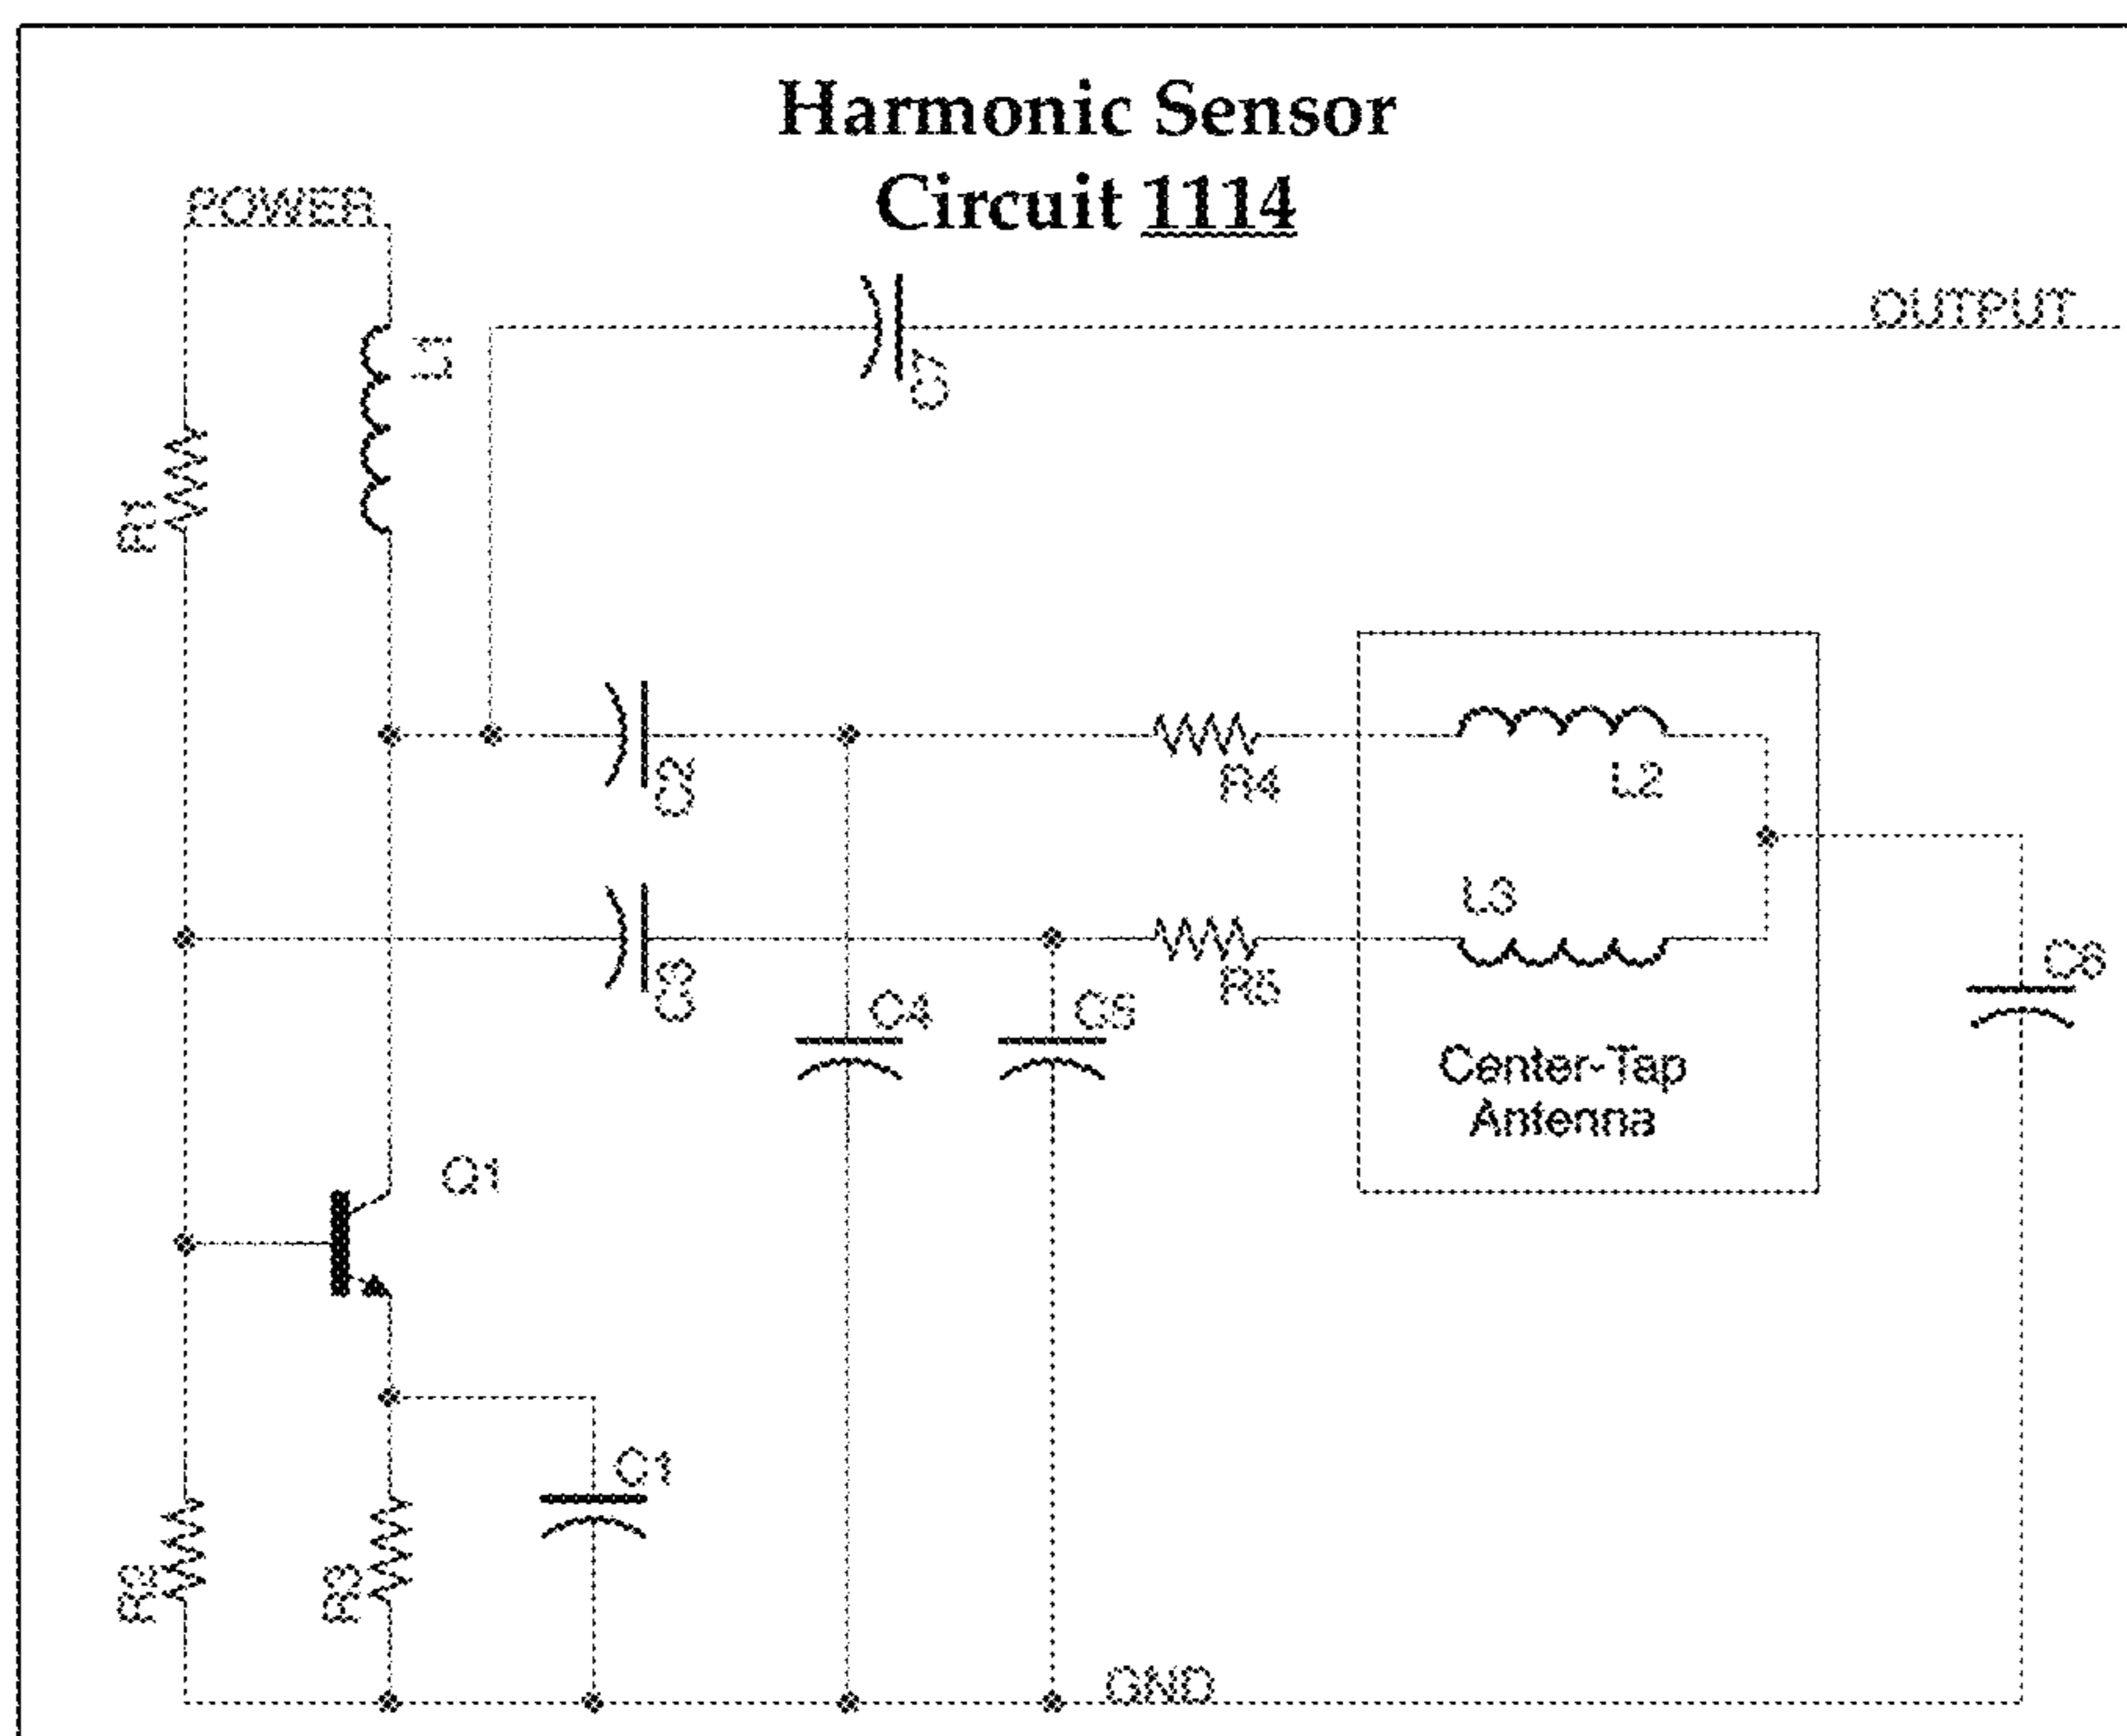 Harmonic Sensor
Circuit 1114
POWER
OUTPUT
L1
C7
R1
C2
R4
L2
L3
C3
R5
C4
C5
Center-Tap
Antenna
Q1
C1
R2
R3
GND